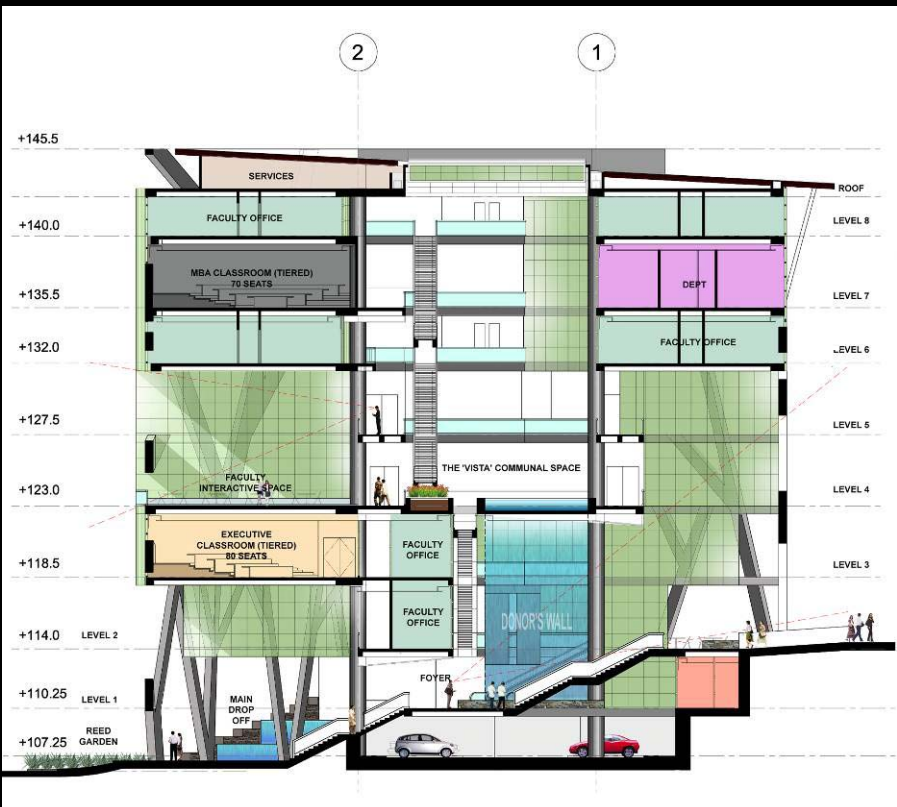 2
1
+145.5
SERVICES
ROOF
FACULTY OFFICE
LEVEL 8
+140.0
MBA CLASSROOM (TIERED)
70 SEATS
DEPT
+135.5
LEVEL 7
FACULTY OFFICE
+132.0
LEVEL 6
+127.5
LEVEL 5
THE 'VISTA' COMMUNAL SPACE
FACULTY
INTERACTIVE SPACE
+123.0
LEVEL 4
EXECUTIVE
CLASSROOM (TIERED)
80 SEATS
FACULTY
OFFICE
+118.5
LEVEL 3
FACULTY
OFFICE
DONOR'S WALL
+114.0
LEVEL 2
FOYER
+110.25
LEVEL 1
MAIN
DROP
OFF
REED
GARDEN
+107.25